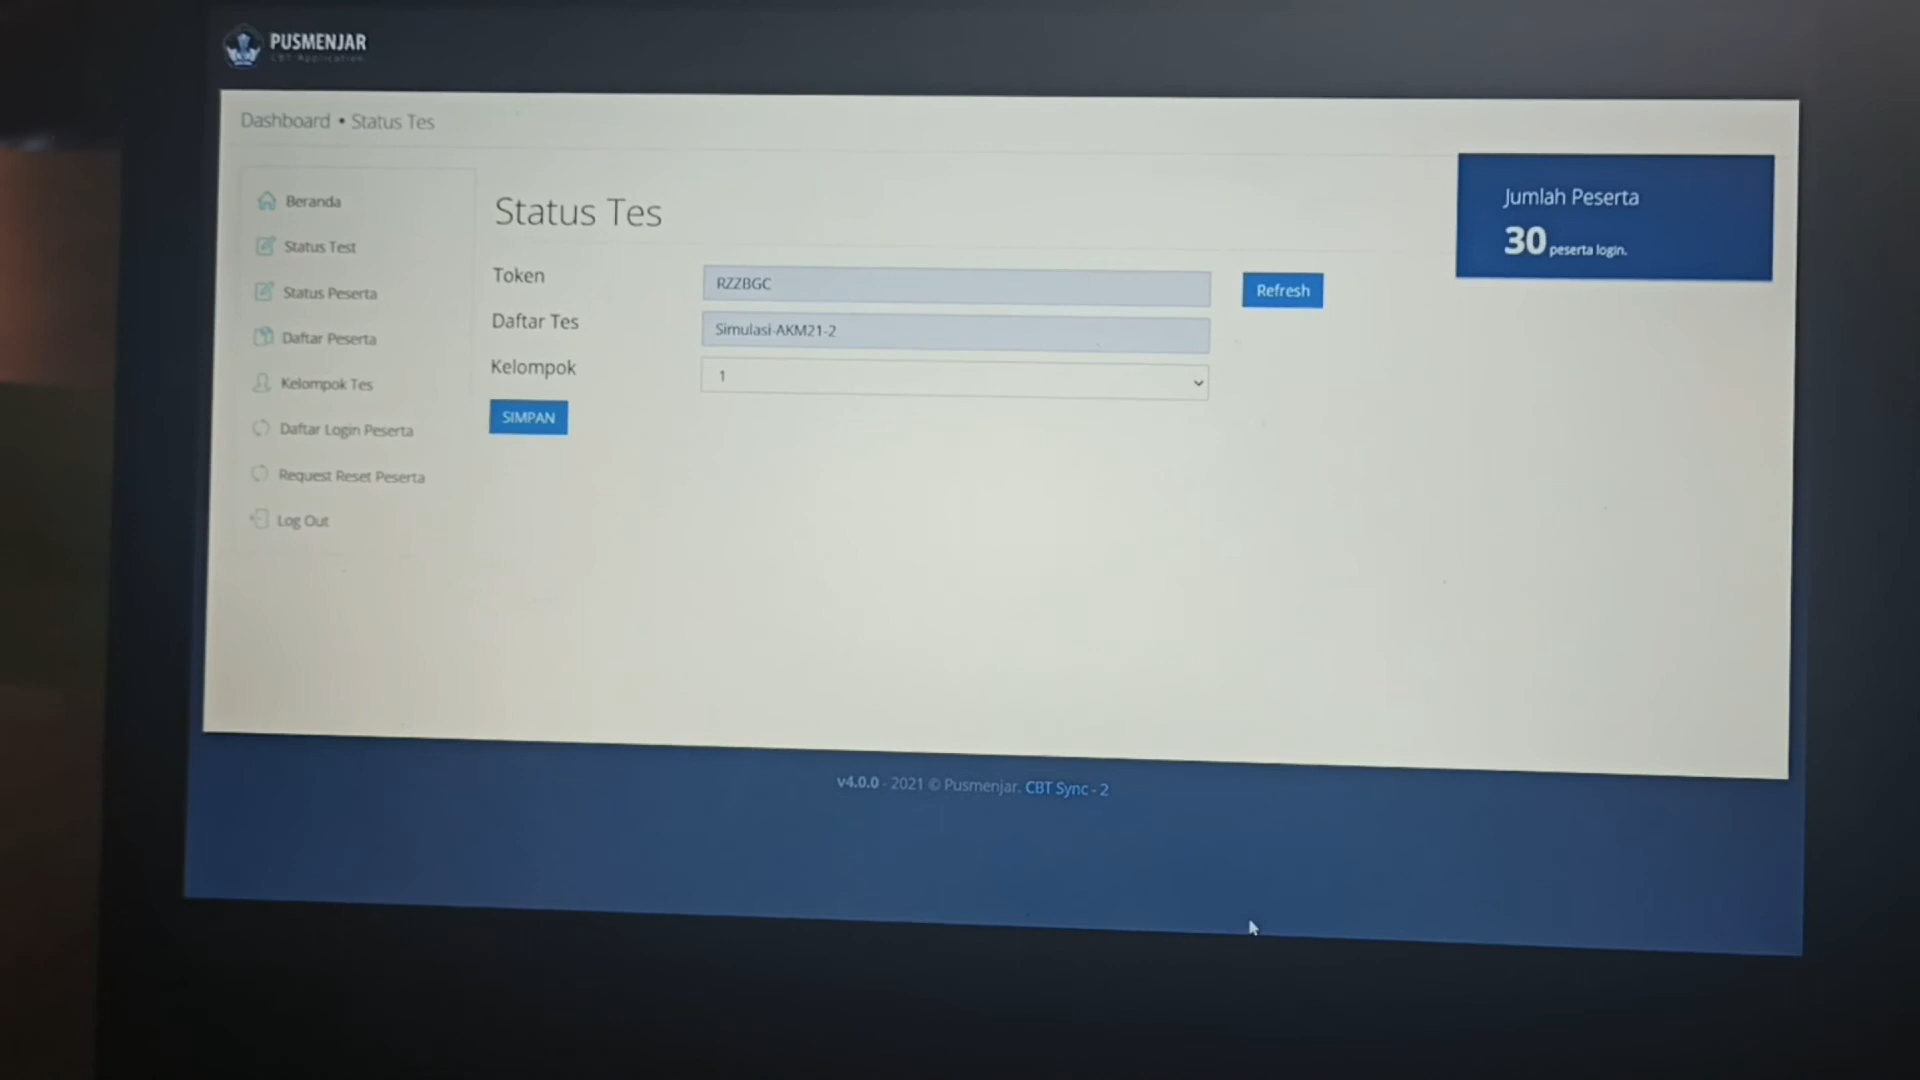 PUSMENJAR
CBT Application
Dashboard • Status Tes
Beranda
Status Test
Status Peserta
Daftar Peserta
Kelompok Tes
Daftar Login Peserta
Request Reset Peserta
Log Out
Status Tes
Token
RZZBGC
Refresh
Daftar Tes
Simulasi-AKM21-2
Kelompok
1
SIMPAN
Jumlah Peserta
30 peserta login.
v4.0.0 - 2021 © Pusmenjar. CBT Sync - 2